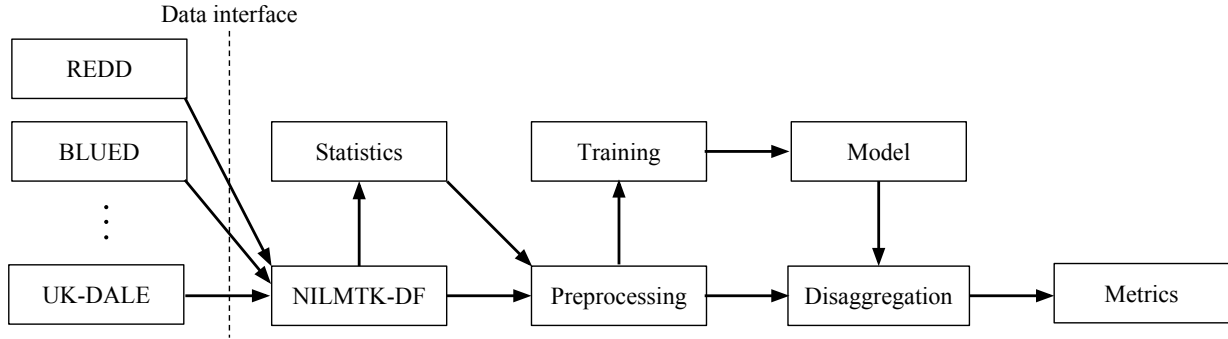 Data interface
REDD
BLUED
Statistics
Training
Model
UK-DALE
NILMTK-DF
Preprocessing
Disaggregation
Metrics